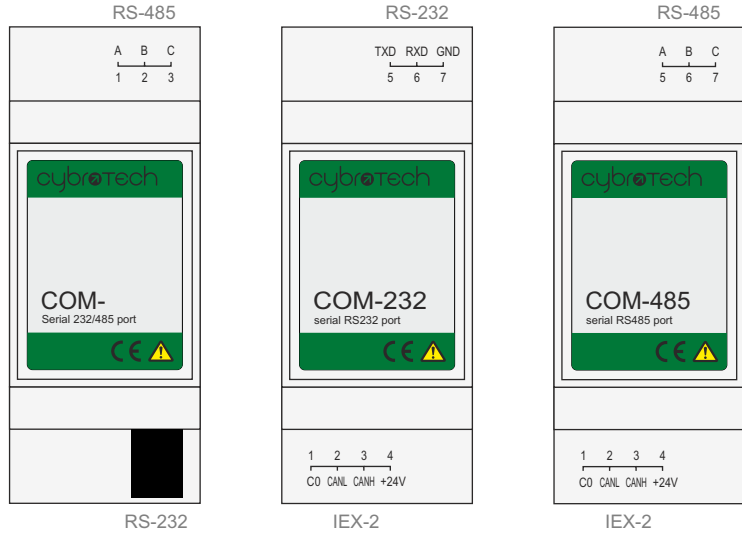 RS-485
A B C
1 2 3
cybrotech
COM-
Serial 232/485 port
CE
RS-232
RS-232
TXD RXD GND
5 6 7
cybrotech
COM-232
serial RS232 port
CE
1 2 3 4
C0 CANL CANH +24V
IEX-2
RS-485
A B C
5 6 7
cybrotech
COM-485
serial RS485 port
CE
1 2 3 4
C0 CANL CANH +24V
IEX-2